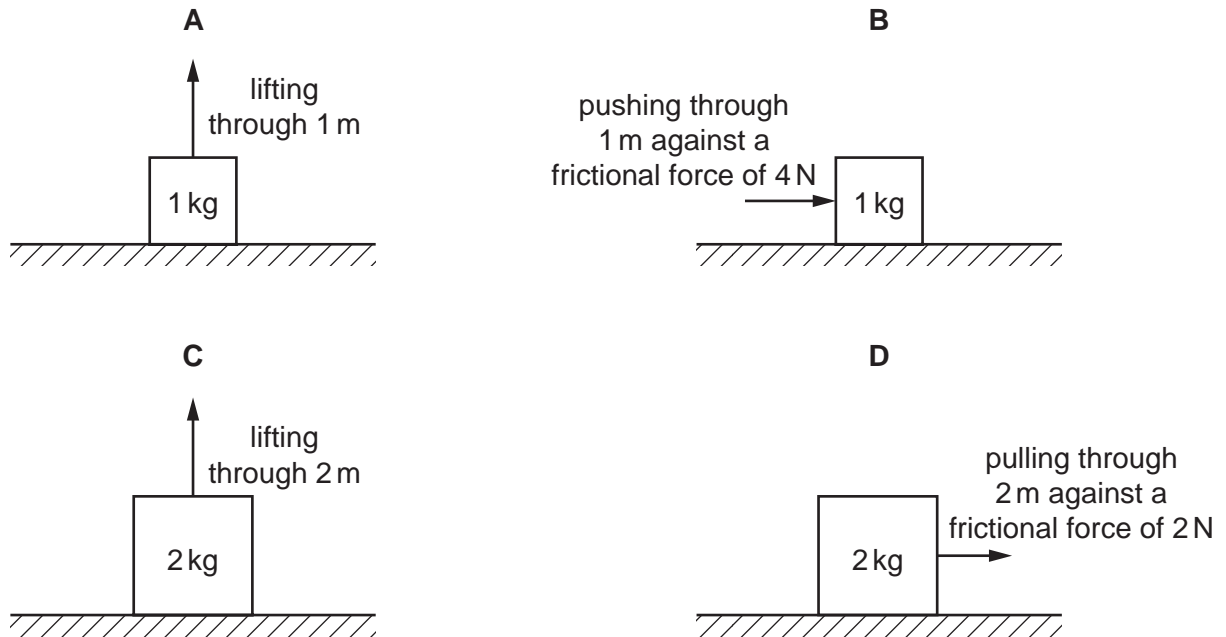 A
lifting
through 1 m
1 kg
B
pushing through
1 m against a
frictional force of 4 N
1 kg
C
lifting
through 2 m
2 kg
D
pulling through
2 m against a
frictional force of 2 N
2 kg